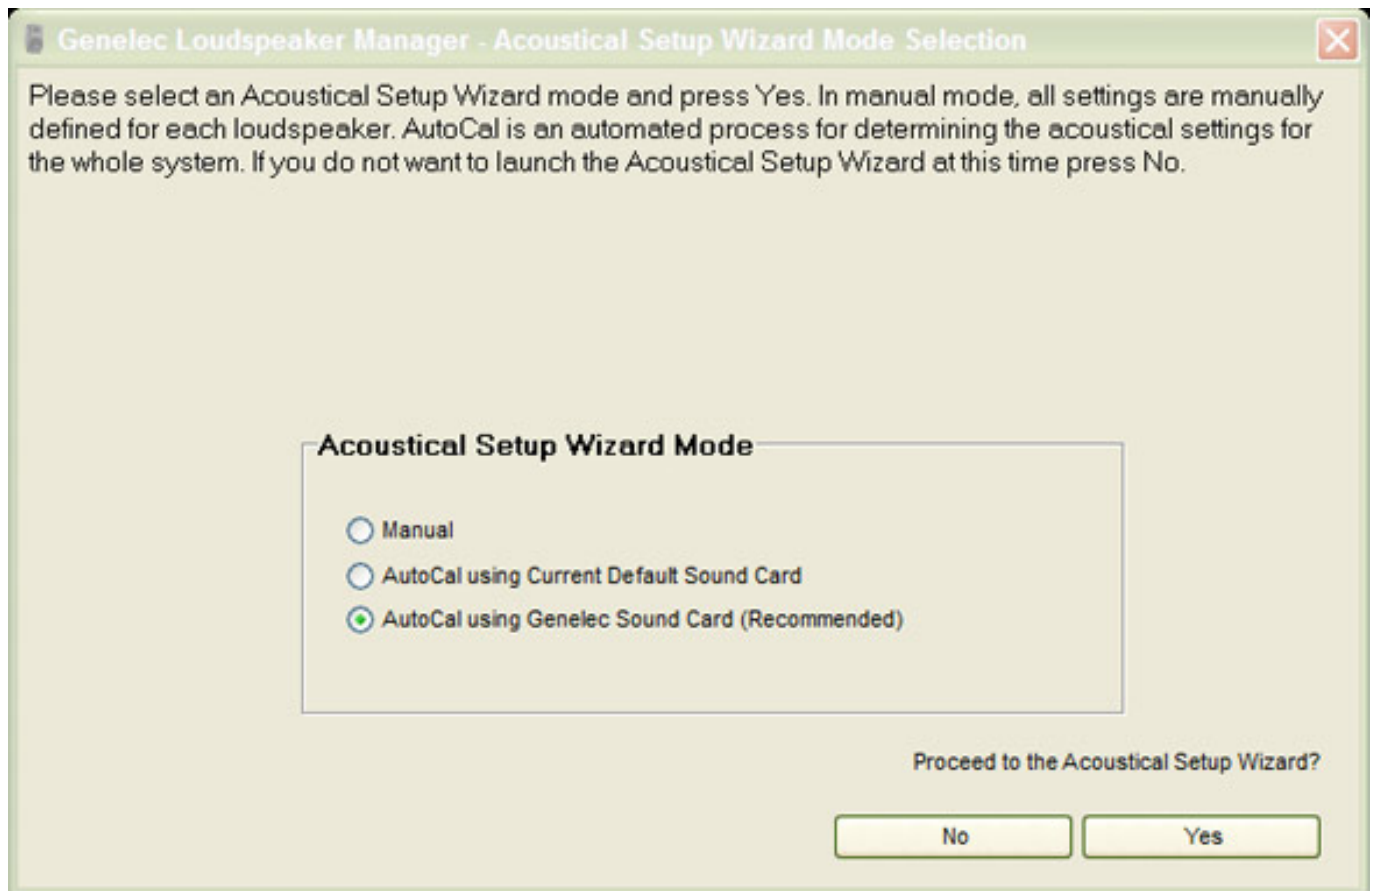 Genelec Loudspeaker Manager - Acoustical Setup Wizard Mode Selection
Please select an Acoustical Setup Wizard mode and press Yes. In manual mode, all settings are manually
defined for each loudspeaker. AutoCal is an automated process for determining the acoustical settings for
the whole system. If you do not want to launch the Acoustical Setup Wizard at this time press No.
Acoustical Setup Wizard Mode
Manual
AutoCal using Current Default Sound Card
AutoCal using Genelec Sound Card (Recommended)
Proceed to the Acoustical Setup Wizard?
No Yes